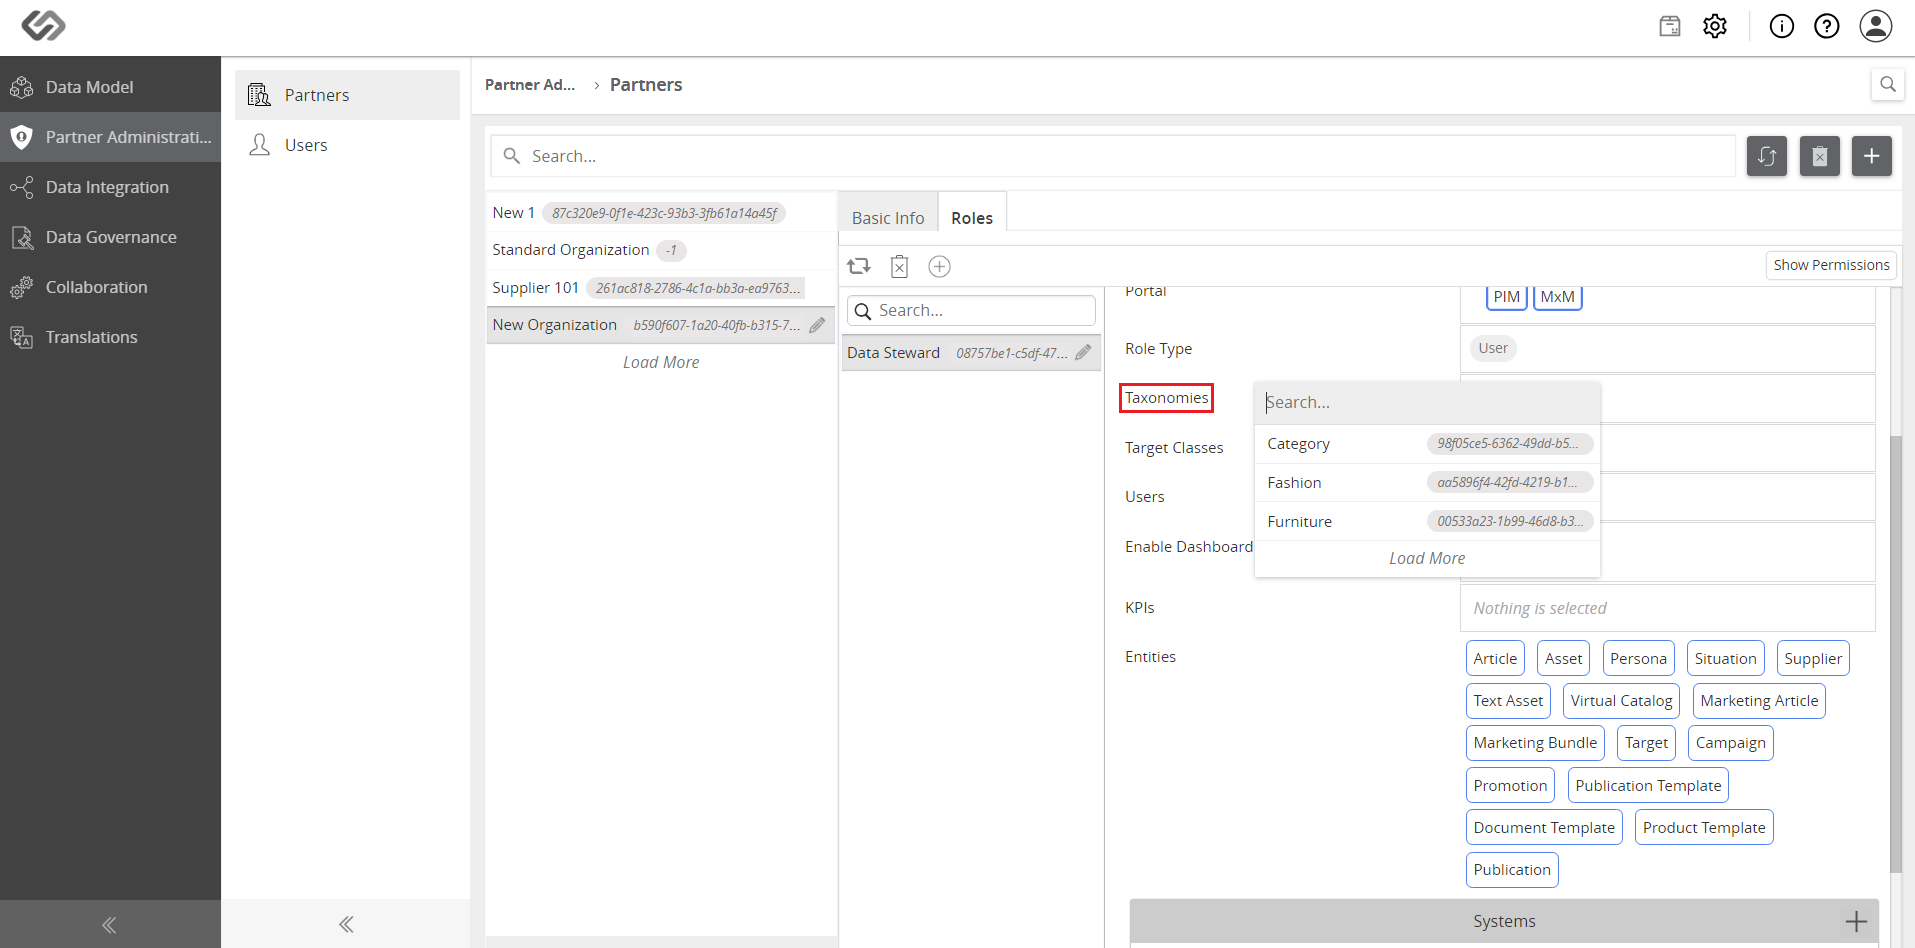 Data Model
Partner Administrati...
Data Integration
Data Governance
Collaboration
Translations
Partners
Users
Partner Ad... > Partners
Search...
New 1 87c320e9-0f1e-423c-93b3-3fb61a14a45f
Standard Organization -1
Supplier 101 261ac818-2786-4c1a-bb3a-ea9763...
New Organization b590f607-1a20-40fb-b315-7...
Load More
Basic Info Roles
Show Permissions
Search...
Data Steward 08757be1-c5df-47...
Portal PIM MxM
Role Type User
Taxonomies
Search...
Category 98f05ce5-6362-49dd-b5...
Fashion aa5896f4-42fd-4219-b1...
Furniture 00533a23-1b99-46d8-b3...
Load More
Target Classes
Users
Enable Dashboard
KPIs Nothing is selected
Entities Article Asset Persona Situation Supplier
Text Asset Virtual Catalog Marketing Article
Marketing Bundle Target Campaign
Promotion Publication Template
Document Template Product Template
Publication
Systems